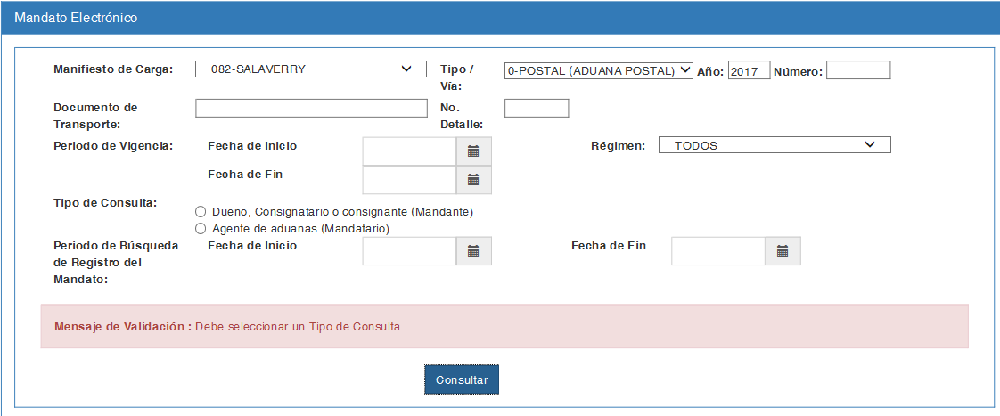 Mandato Electrónico
Manifiesto de Carga: 082-SALAVERRY Tipo / 0-POSTAL (ADUANA POSTAL) Año: 2017 Número:
Vía:
Documento de No.
Transporte: Detalle:
Periodo de Vigencia: Fecha de Inicio Régimen: TODOS
Fecha de Fin
Tipo de Consulta:
Dueño, Consignatario o consignante (Mandante)
Agente de aduanas (Mandatario)
Periodo de Búsqueda Fecha de Inicio Fecha de Fin
de Registro del
Mandato:
Mensaje de Validación : Debe seleccionar un Tipo de Consulta
Consultar